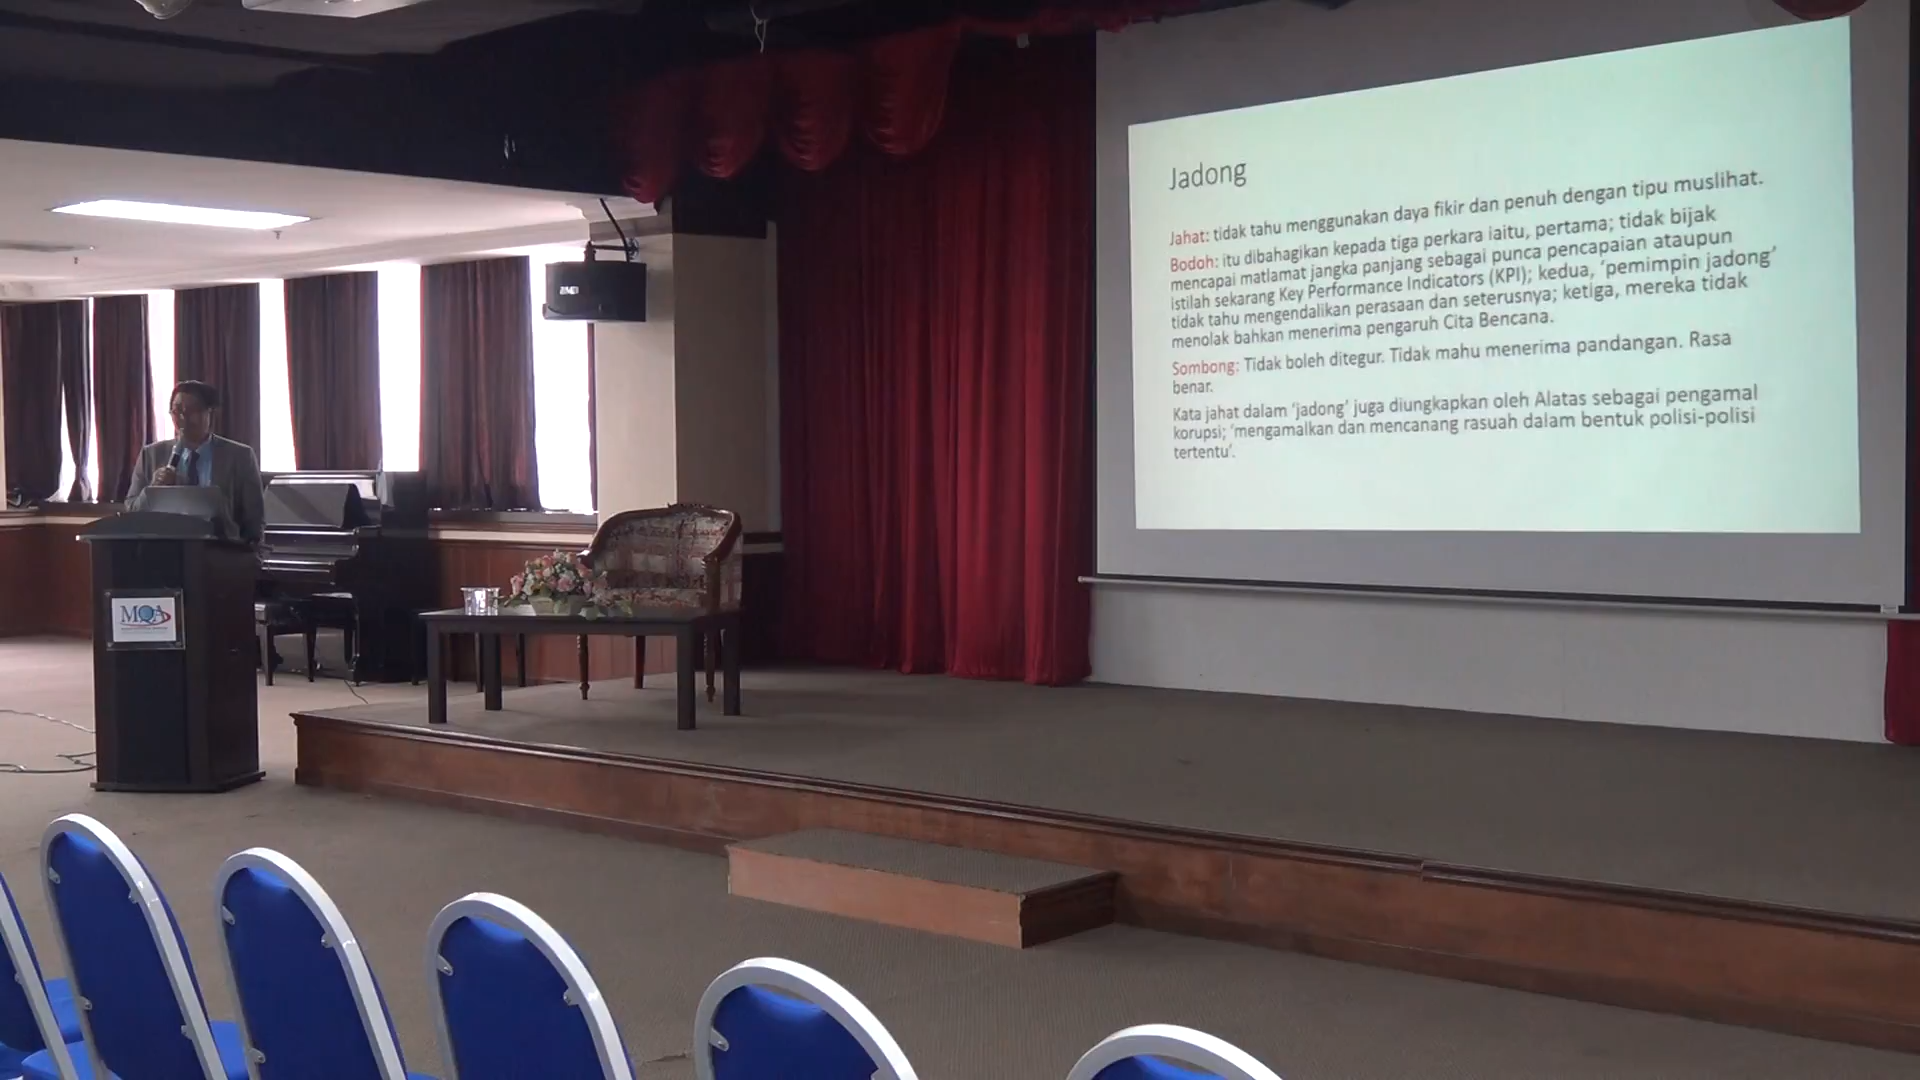 Jadong
Jahat: tidak tahu menggunakan daya fikir dan penuh dengan tipu muslihat.
Bodoh: itu dibahagikan kepada tiga perkara iaitu, pertama; tidak bijak
mencapai matlamat jangka panjang sebagai punca pencapaian ataupun
istilah sekarang Key Performance Indicators (KPI); kedua, ‘pemimpin jadong’
tidak tahu mengendalikan perasaan dan seterusnya; ketiga, mereka tidak
menolak bahkan menerima pengaruh Cita Bencana.
Sombong: Tidak boleh ditegur. Tidak mahu menerima pandangan. Rasa
benar.
Kata jahat dalam ‘jadong’ juga diungkapkan oleh Alatas sebagai pengamal
korupsi; ‘mengamalkan dan mencanang rasuah dalam bentuk polisi-polisi
tertentu’.
MQA